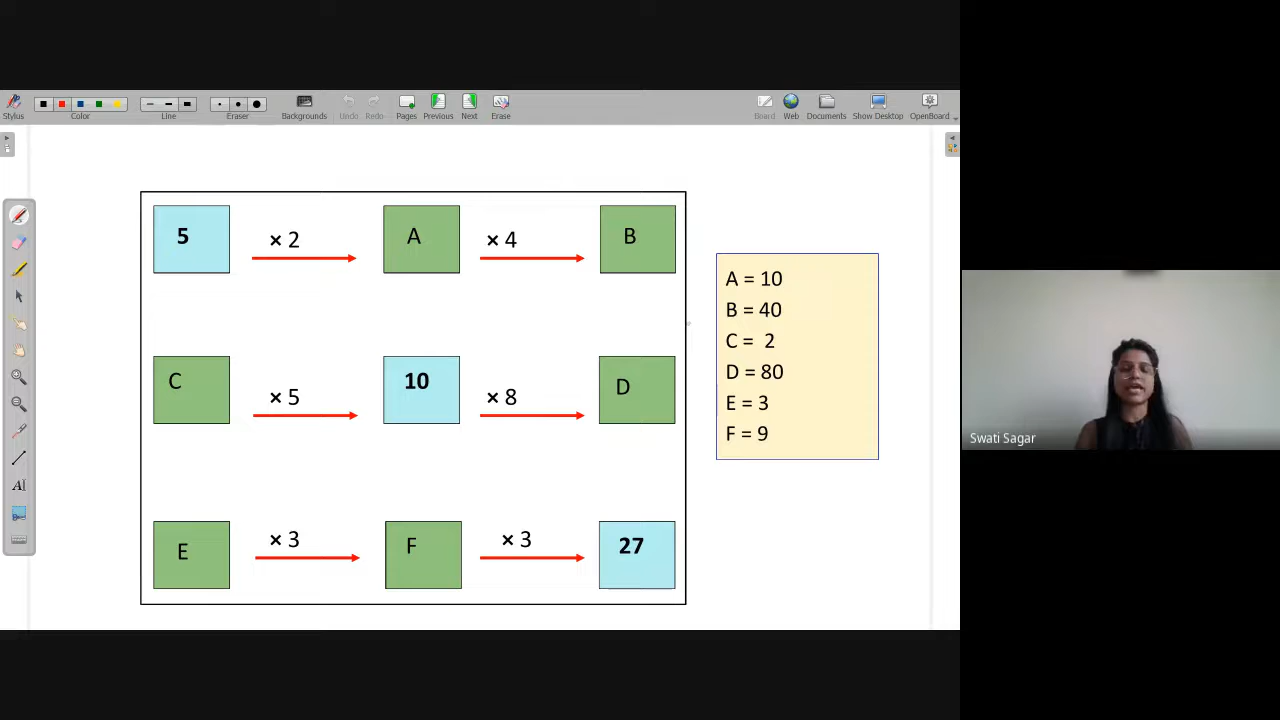 Stylus
Color
Line
Eraser
Backgrounds
Undo
Redo
Pages
Previous
Next
Erase
Board
Web
Documents
Show Desktop
OpenBoard
5 × 2 A × 4 B
C × 5 10 × 8 D
E × 3 F × 3 27
A = 10
B = 40
C = 2
D = 80
E = 3
F = 9
Swati Sagar